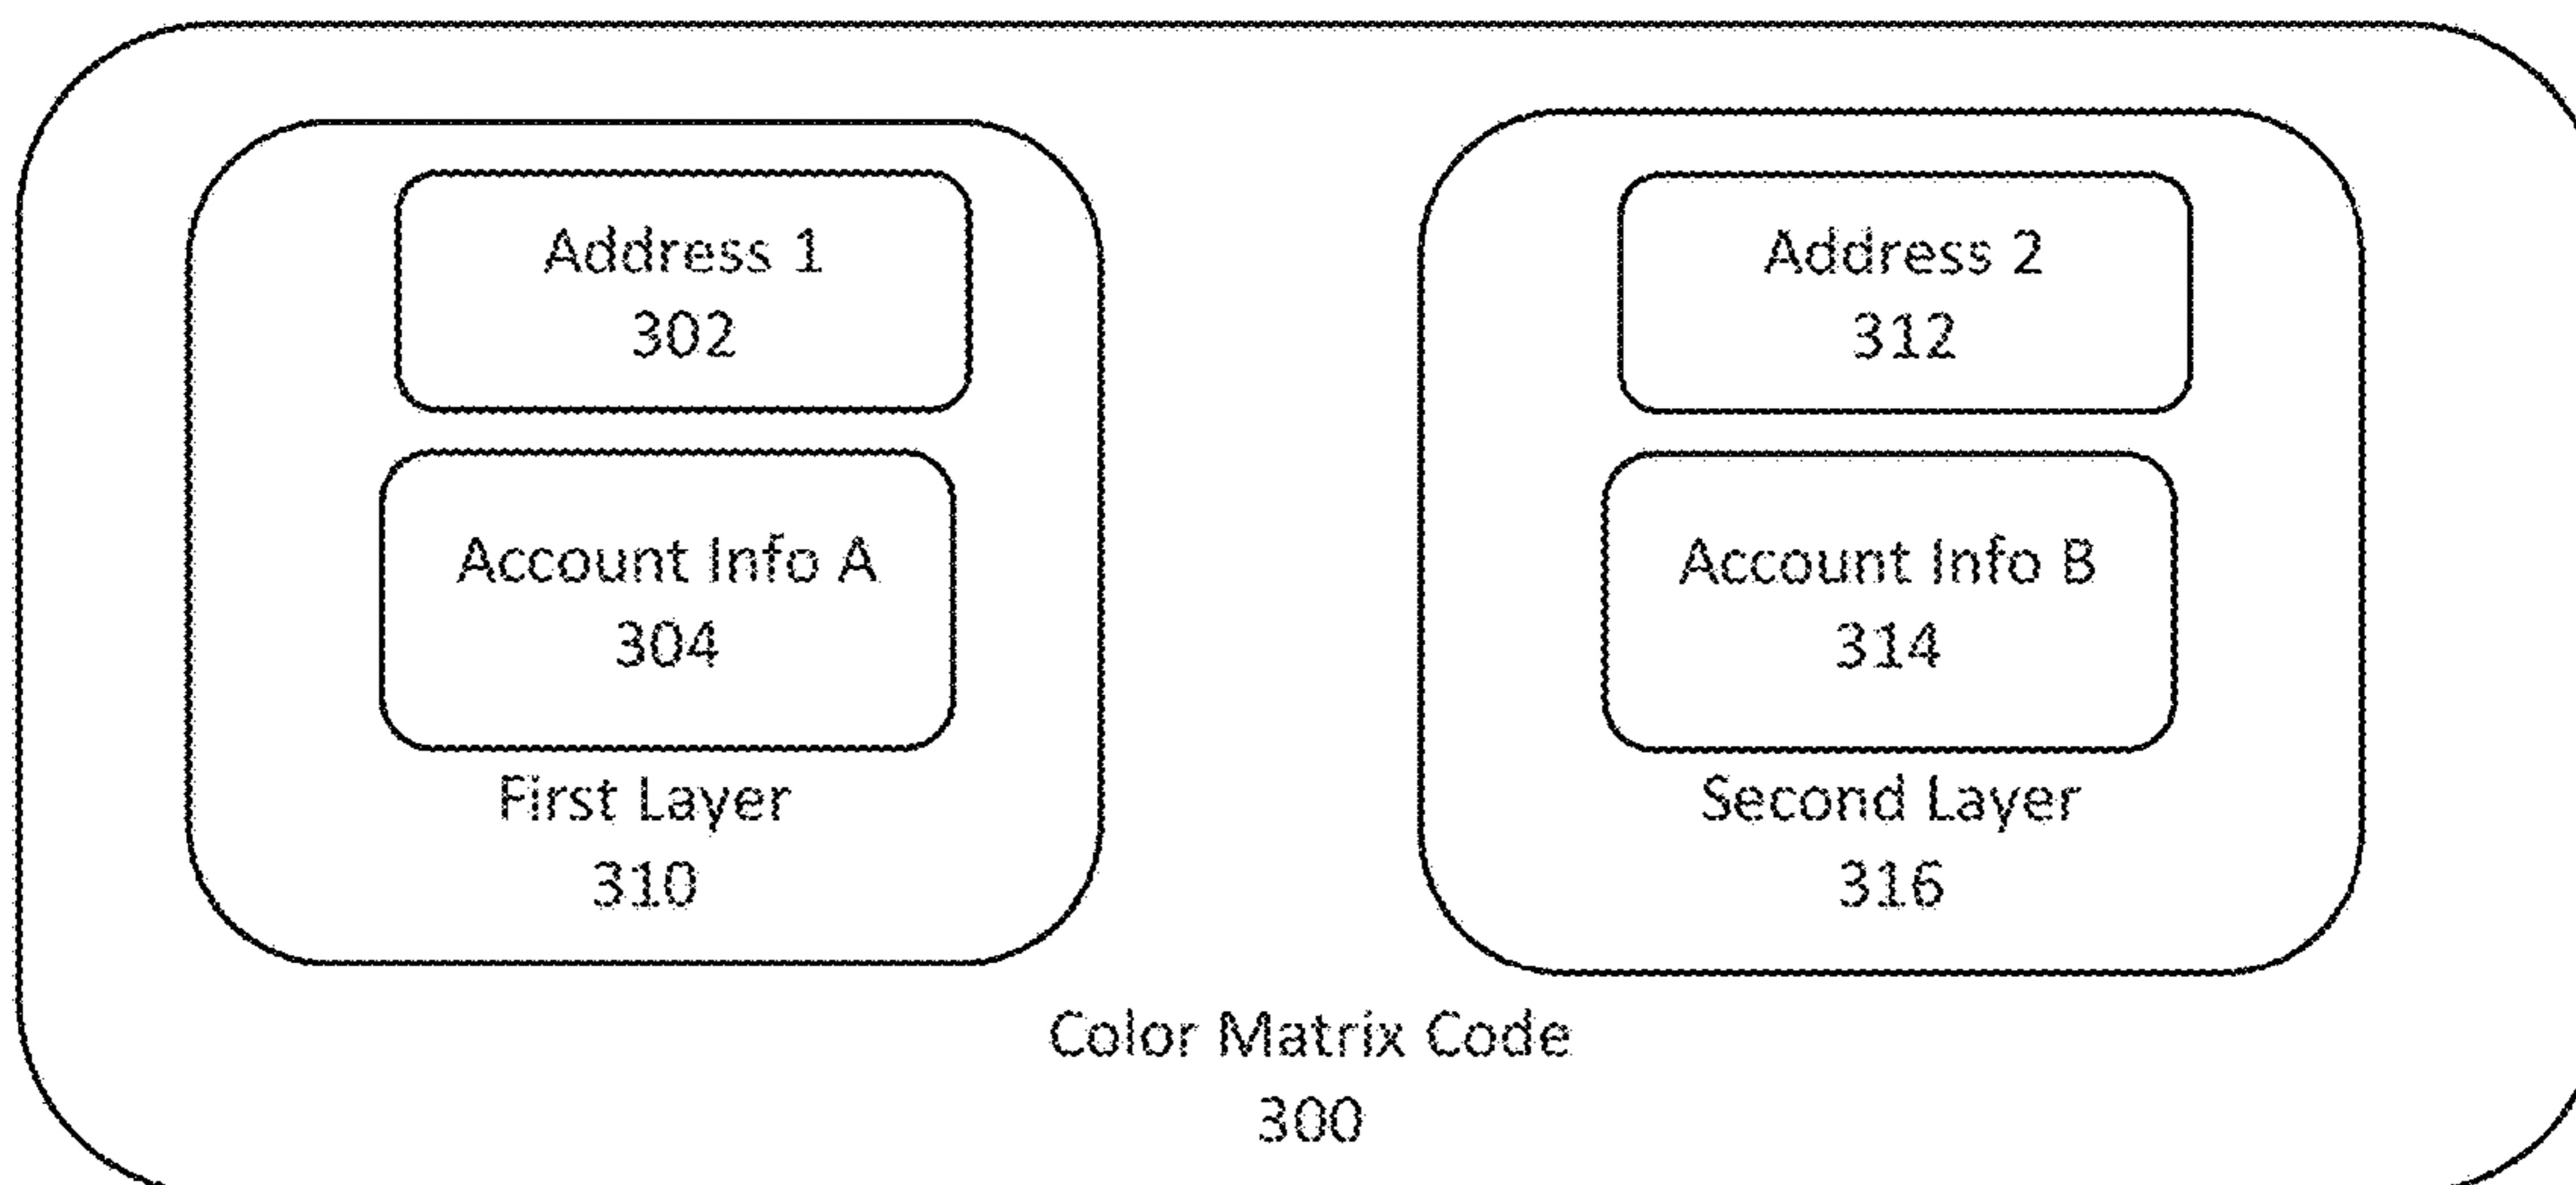 Address 1
302
Account Info A
304
First Layer
310
Address 2
312
Account Info B
314
Second Layer
316
Color Matrix Code
300